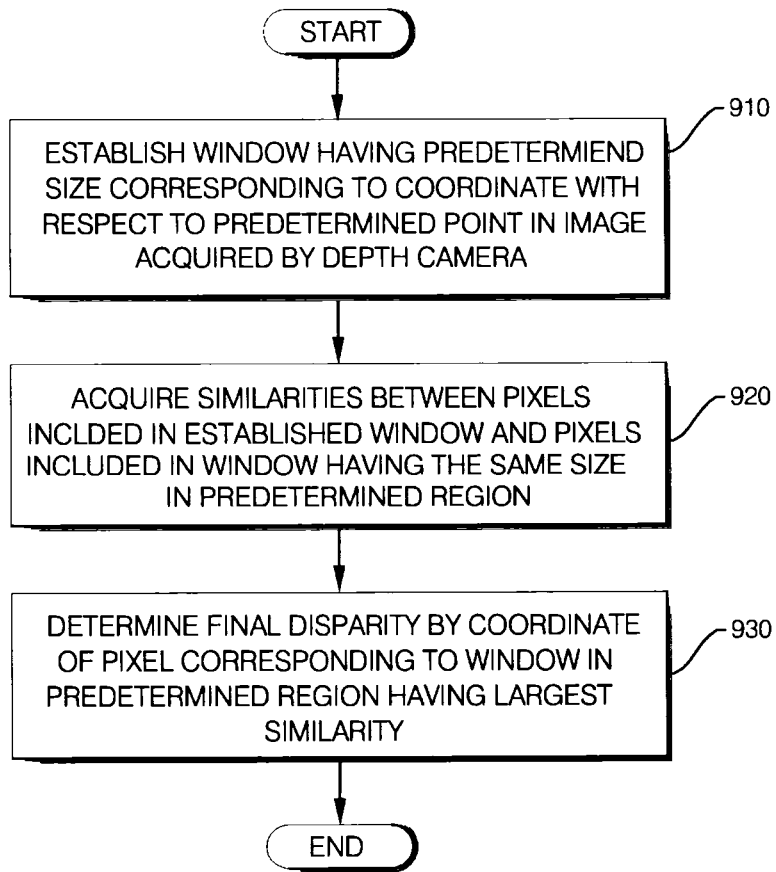 START
910
ESTABLISH WINDOW HAVING PREDETERMIEND
SIZE CORRESPONDING TO COORDINATE WITH
RESPECT TO PREDETERMINED POINT IN IMAGE
ACQUIRED BY DEPTH CAMERA
920
ACQUIRE SIMILARITIES BETWEEN PIXELS
INCLDED IN ESTABLISHED WINDOW AND PIXELS
INCLUDED IN WINDOW HAVING THE SAME SIZE
IN PREDETERMINED REGION
930
DETERMINE FINAL DISPARITY BY COORDINATE
OF PIXEL CORRESPONDING TO WINDOW IN
PREDETERMINED REGION HAVING LARGEST
SIMILARITY
END